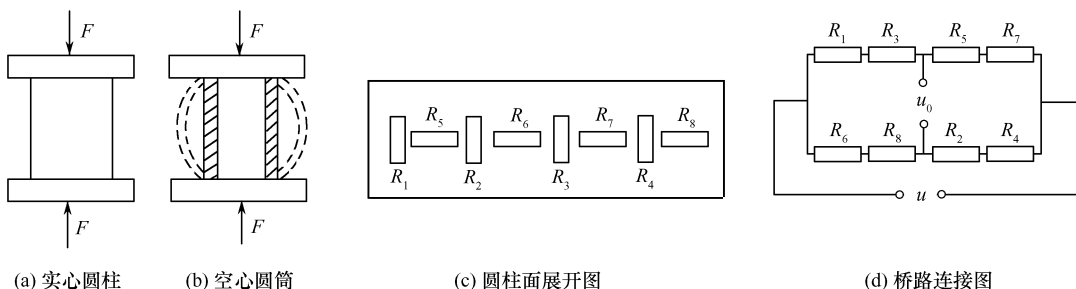 F
F
F
F
R₅ R₆ R₇ R₈
R₁ R₂ R₃ R₄
R₁ R₃ R₅ R₇
u₀
R₆ R₈ R₂ R₄
u
(a) 实心圆柱
(b) 空心圆筒
(c) 圆柱面展开图
(d) 桥路连接图